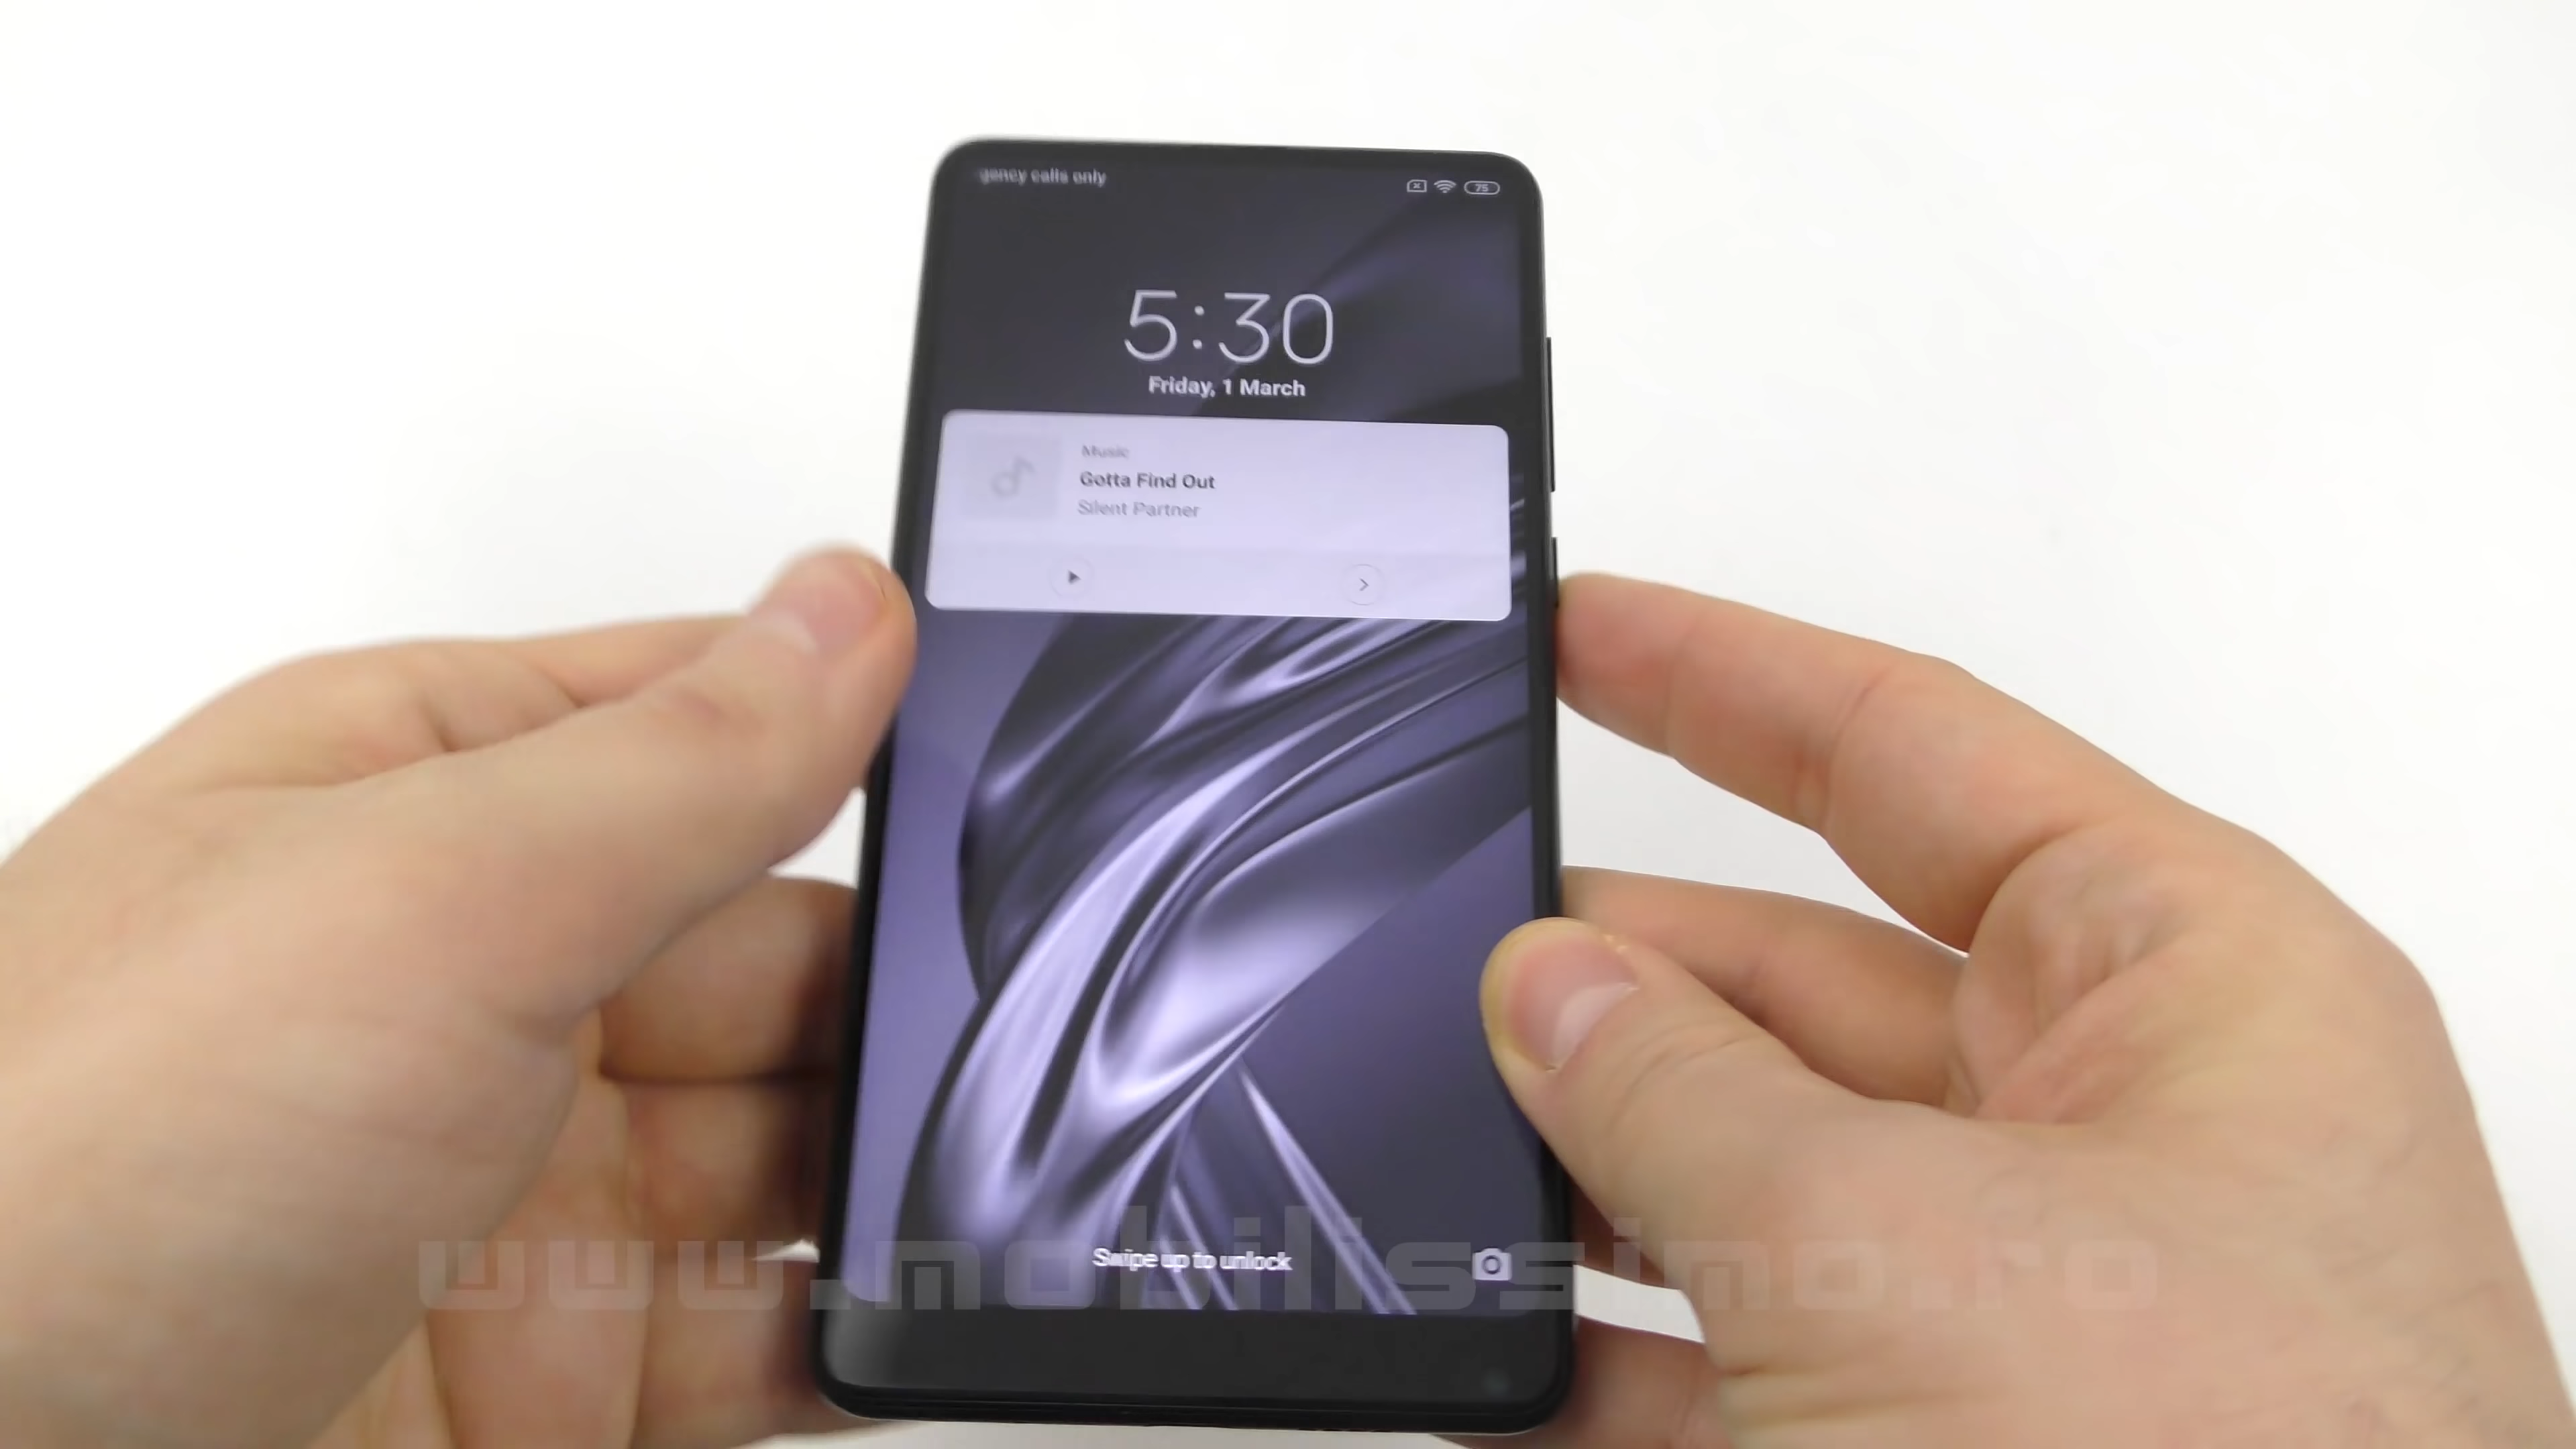 gency calls only
75
5:30
Friday, 1 March
Music
Gotta Find Out
Silent Partner
Swipe up to unlock
www.mobilissimo.ro